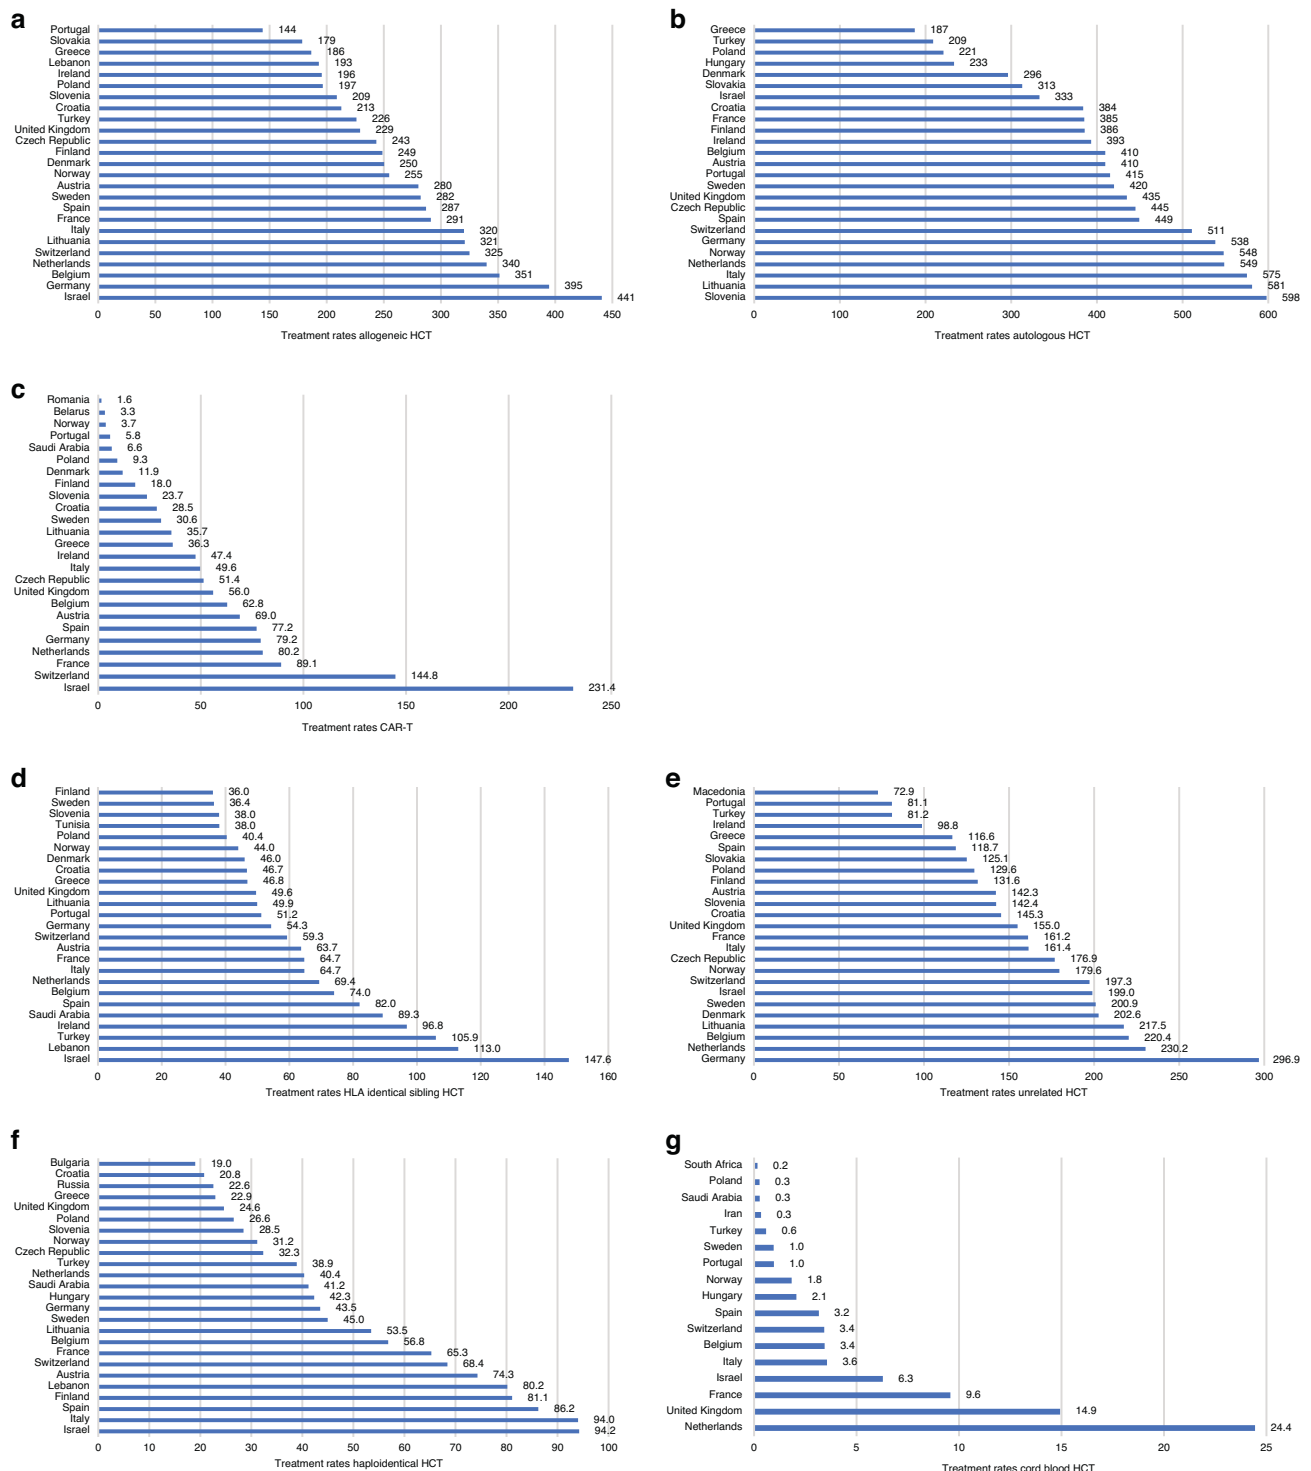 a
Portugal 144
Slovakia 179
Greece 186
Lebanon 193
Ireland 196
Poland 197
Slovenia 209
Croatia 213
Turkey 226
United Kingdom 229
Czech Republic 243
Finland 249
Denmark 250
Norway 255
Austria 280
Sweden 282
Spain 287
France 291
Italy 320
Lithuania 321
Switzerland 325
Netherlands 340
Belgium 351
Germany 395
Israel 441
0 50 100 150 200 250 300 350 400 450
Treatment rates allogeneic HCT
b
Greece 187
Turkey 209
Poland 221
Hungary 233
Denmark 296
Slovakia 313
Israel 333
Croatia 384
France 385
Finland 386
Ireland 393
Belgium 410
Austria 410
Portugal 415
Sweden 420
United Kingdom 435
Czech Republic 445
Spain 449
Switzerland 511
Germany 538
Norway 548
Netherlands 549
Italy 575
Lithuania 581
Slovenia 598
0 100 200 300 400 500 600
Treatment rates autologous HCT
c
Romania 1.6
Belarus 3.3
Norway 3.7
Portugal 5.8
Saudi Arabia 6.6
Poland 9.3
Denmark 11.9
Finland 18.0
Slovenia 23.7
Croatia 28.5
Sweden 30.6
Lithuania 35.7
Greece 36.3
Ireland 47.4
Italy 49.6
Czech Republic 51.4
United Kingdom 56.0
Belgium 62.8
Austria 69.0
Spain 77.2
Germany 79.2
Netherlands 80.2
France 89.1
Switzerland 144.8
Israel 231.4
0 50 100 150 200 250
Treatment rates CAR-T
d
Finland 36.0
Sweden 36.4
Slovenia 38.0
Tunisia 38.0
Poland 40.4
Norway 44.0
Denmark 46.0
Croatia 46.7
Greece 46.8
United Kingdom 49.6
Lithuania 49.9
Portugal 51.2
Germany 54.3
Switzerland 59.3
Austria 63.7
France 64.7
Italy 64.7
Netherlands 69.4
Belgium 74.0
Spain 82.0
Saudi Arabia 89.3
Ireland 96.8
Turkey 105.9
Lebanon 113.0
Israel 147.6
0 20 40 60 80 100 120 140 160
Treatment rates HLA identical sibling HCT
e
Macedonia 72.9
Portugal 81.1
Turkey 81.2
Ireland 98.8
Greece 116.6
Spain 118.7
Slovakia 125.1
Poland 129.6
Finland 131.6
Austria 142.3
Slovenia 142.4
Croatia 145.3
United Kingdom 155.0
France 161.2
Italy 161.4
Czech Republic 176.9
Norway 179.6
Switzerland 197.3
Israel 199.0
Sweden 200.9
Denmark 202.6
Lithuania 217.5
Belgium 220.4
Netherlands 230.2
Germany 296.9
0 50 100 150 200 250 300
Treatment rates unrelated HCT
f
Bulgaria 19.0
Croatia 20.8
Russia 22.6
Greece 22.9
United Kingdom 24.6
Poland 26.6
Slovenia 28.5
Norway 31.2
Czech Republic 32.3
Turkey 38.9
Netherlands 40.4
Saudi Arabia 41.2
Hungary 42.3
Germany 43.5
Sweden 45.0
Lithuania 53.5
Belgium 56.8
France 65.3
Switzerland 68.4
Austria 74.3
Lebanon 80.2
Finland 81.1
Spain 86.2
Italy 94.0
Israel 94.2
0 10 20 30 40 50 60 70 80 90 100
Treatment rates haploidentical HCT
g
South Africa 0.2
Poland 0.3
Saudi Arabia 0.3
Iran 0.3
Turkey 0.6
Sweden 1.0
Portugal 1.0
Norway 1.8
Hungary 2.1
Spain 3.2
Switzerland 3.4
Belgium 3.4
Italy 3.6
Israel 6.3
France 9.6
United Kingdom 14.9
Netherlands 24.4
0 5 10 15 20 25
Treatment rates cord blood HCT